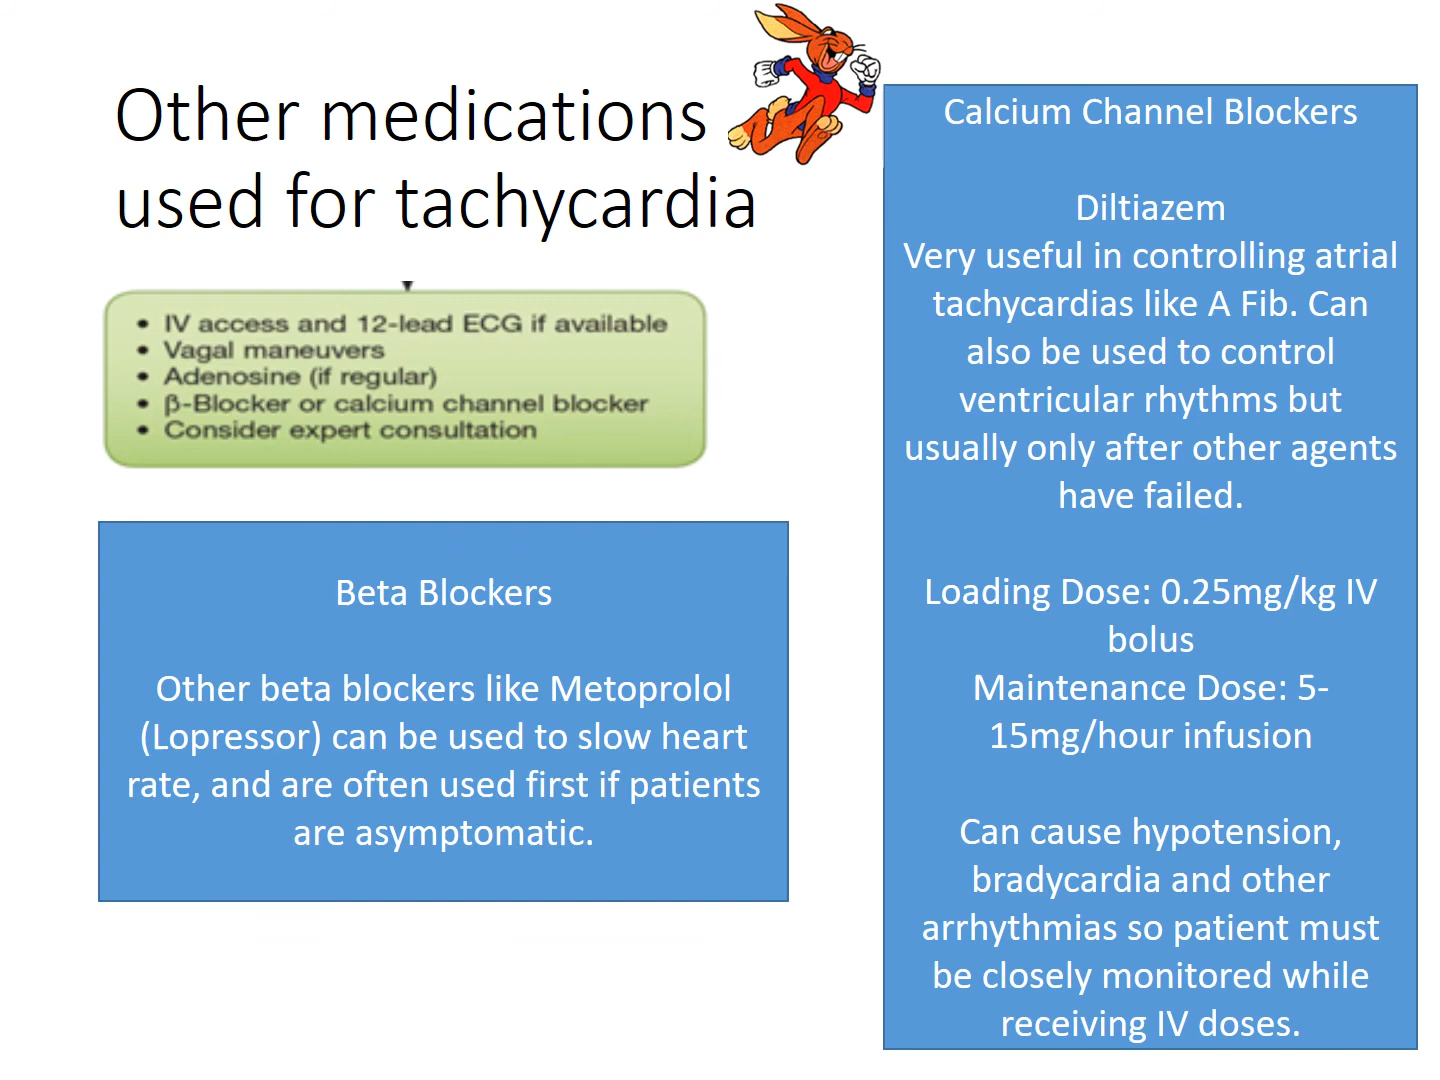 Other medications
used for tachycardia
• IV access and 12-lead ECG if available
• Vagal maneuvers
• Adenosine (if regular)
• β-Blocker or calcium channel blocker
• Consider expert consultation
Beta Blockers
Other beta blockers like Metoprolol
(Lopressor) can be used to slow heart
rate, and are often used first if patients
are asymptomatic.
Calcium Channel Blockers
Diltiazem
Very useful in controlling atrial
tachycardias like A Fib. Can
also be used to control
ventricular rhythms but
usually only after other agents
have failed.
Loading Dose: 0.25mg/kg IV
bolus
Maintenance Dose: 5-
15mg/hour infusion
Can cause hypotension,
bradycardia and other
arrhythmias so patient must
be closely monitored while
receiving IV doses.